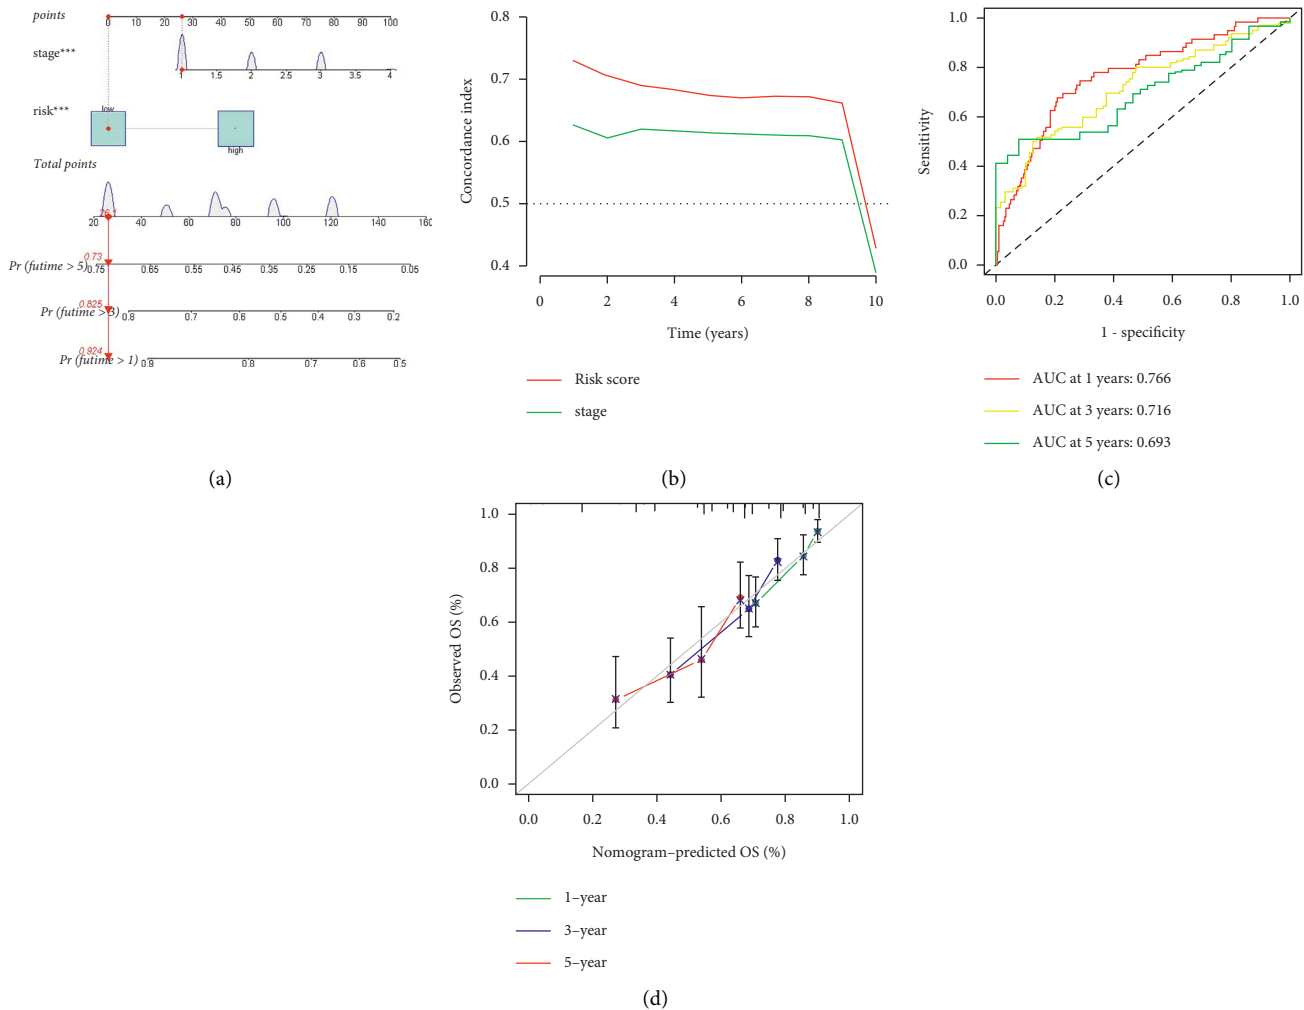 points
0 10 20 30 40 50 60 70 80 90 100
stage***
1 1.5 2 2.5 3 3.5 4
risk***
low
high
Total points
26.1
20 40 60 80 100 120 140 160
0.73
Pr (futime > 5)
0.75 0.65 0.55 0.45 0.35 0.25 0.15 0.05
0.825
Pr (futime > 3)
0.8 0.7 0.6 0.5 0.4 0.3 0.2
0.924
Pr (futime > 1)
0.9 0.8 0.7 0.6 0.5
(a)
Concordance index
0.8
0.7
0.6
0.5
0.4
0 2 4 6 8 10
Time (years)
Risk score
stage
(b)
Sensitivity
1.0
0.8
0.6
0.4
0.2
0.0
0.0 0.2 0.4 0.6 0.8 1.0
1 - specificity
AUC at 1 years: 0.766
AUC at 3 years: 0.716
AUC at 5 years: 0.693
(c)
Observed OS (%)
1.0
0.8
0.6
0.4
0.2
0.0
0.0 0.2 0.4 0.6 0.8 1.0
Nomogram–predicted OS (%)
1–year
3–year
5–year
(d)